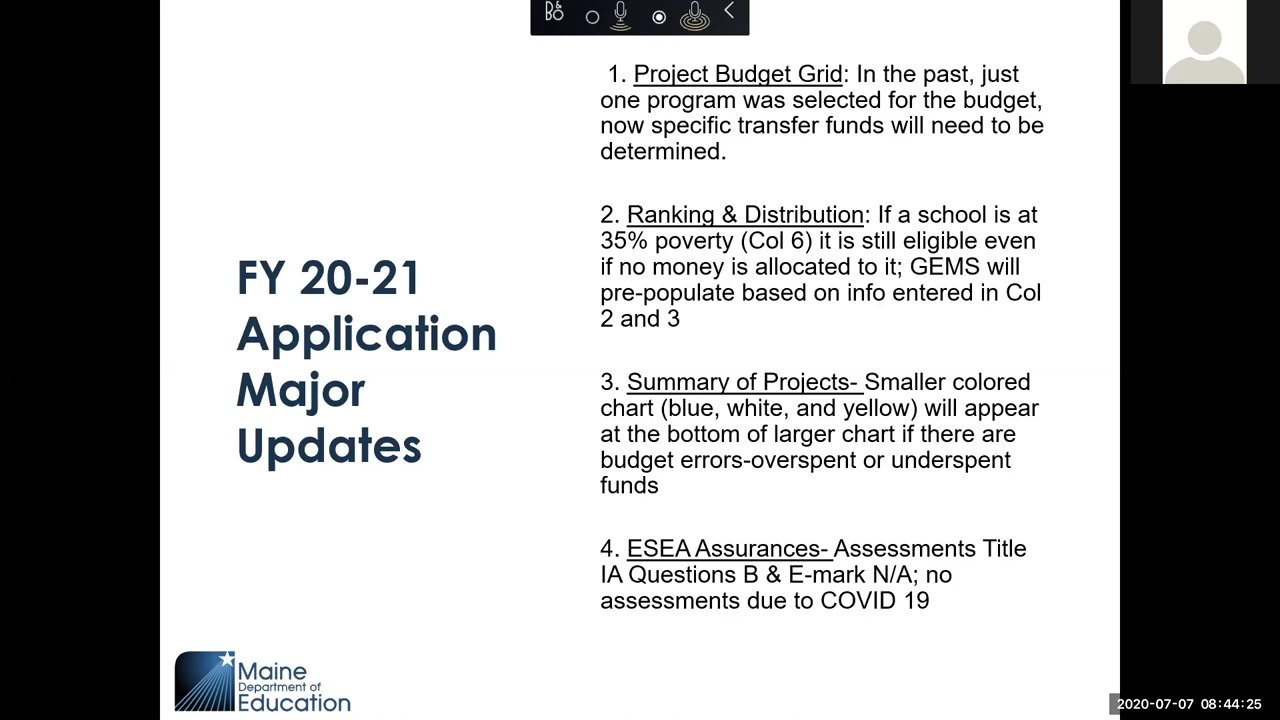 B&O
FY 20-21
Application
Major
Updates
1. Project Budget Grid: In the past, just
one program was selected for the budget,
now specific transfer funds will need to be
determined.
2. Ranking & Distribution: If a school is at
35% poverty (Col 6) it is still eligible even
if no money is allocated to it; GEMS will
pre-populate based on info entered in Col
2 and 3
3. Summary of Projects- Smaller colored
chart (blue, white, and yellow) will appear
at the bottom of larger chart if there are
budget errors-overspent or underspent
funds
4. ESEA Assurances- Assessments Title
IA Questions B & E-mark N/A; no
assessments due to COVID 19
Maine
Department of
Education
2020-07-07 08:44:25